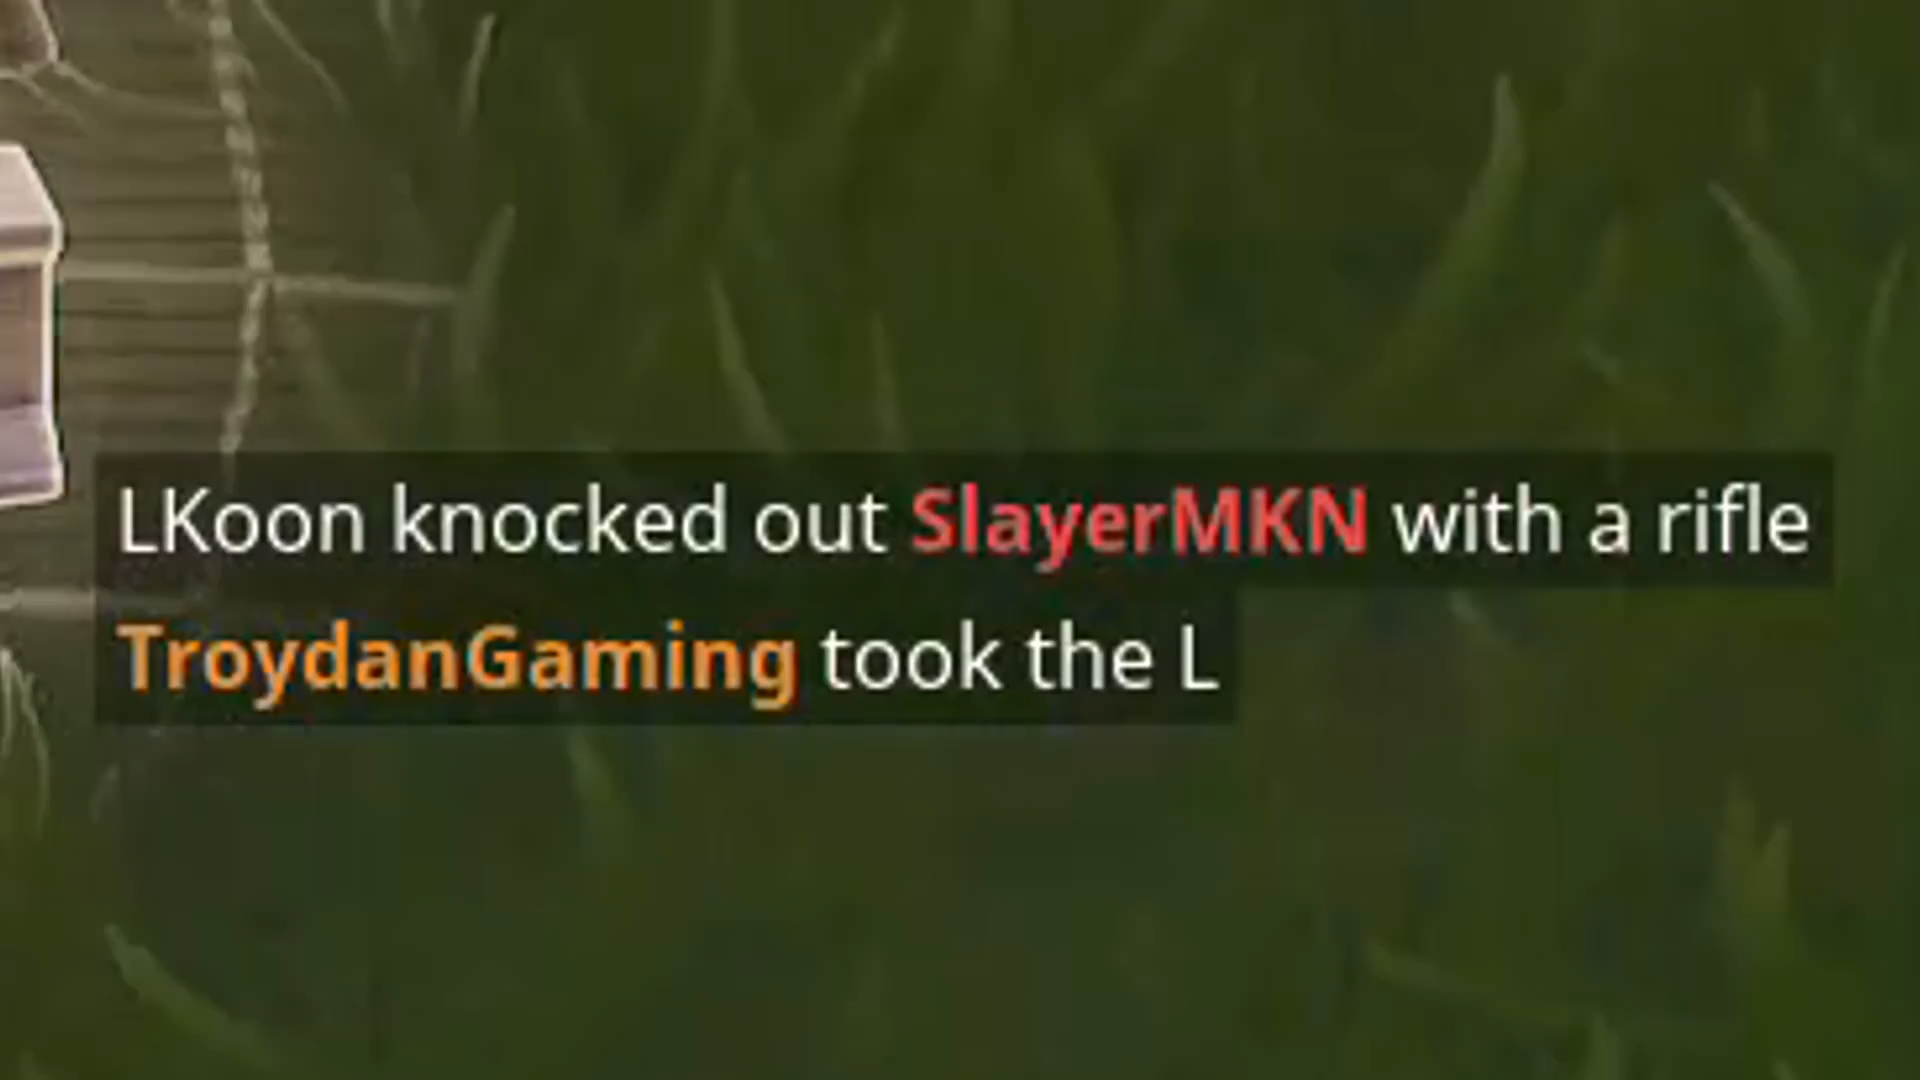 LKoon knocked out SlayerMKN with a rifle
TroydanGaming took the L